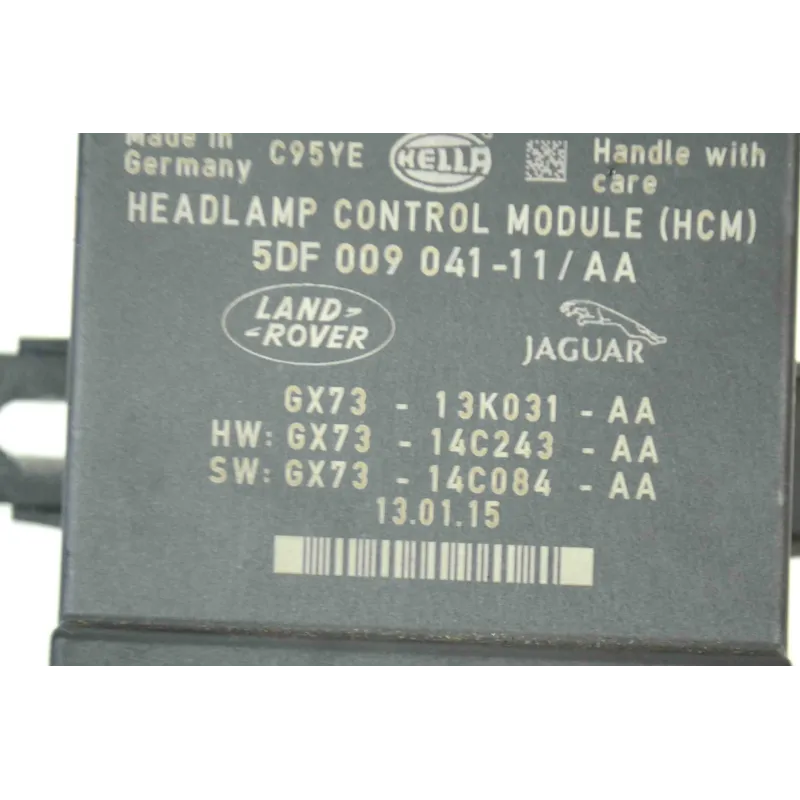 Made in
Germany C95YE HELLA Handle with
care
HEADLAMP CONTROL MODULE (HCM)
5DF 009 041-11/AA
LAND-
-ROVER
JAGUAR
GX73 - 13K031 - AA
HW: GX73 - 14C243 - AA
SW: GX73 - 14C084 - AA
13.01.15